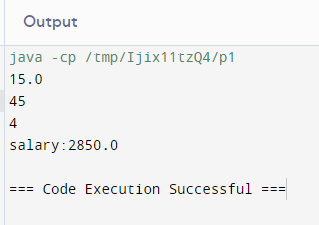 Output
java -cp /tmp/Ijix11tzQ4/p1
15.0
45
4
salary:2850.0
=== Code Execution Successful ===